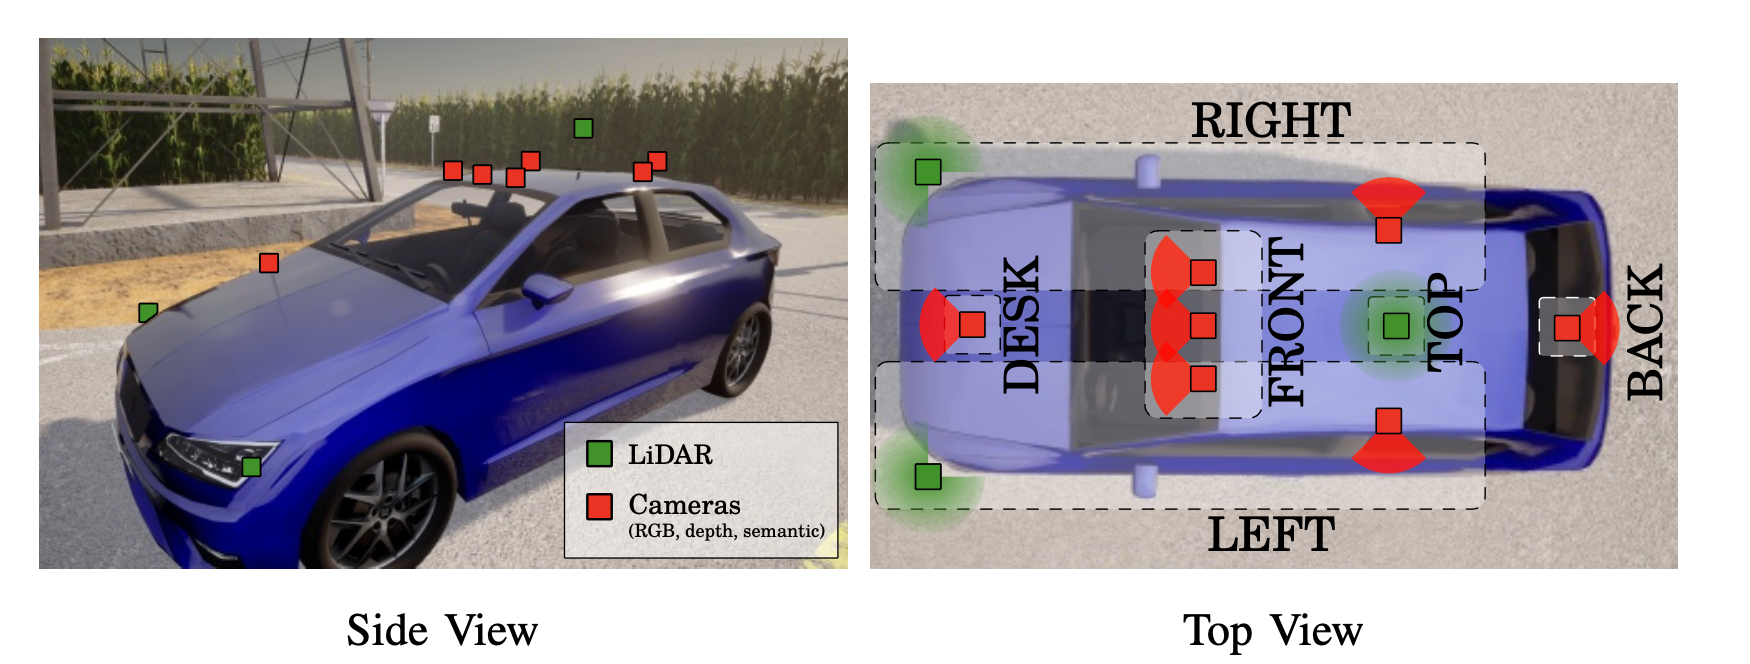 LiDAR
Cameras
(RGB, depth, semantic)
Side View
RIGHT
DESK
FRONT
TOP
BACK
LEFT
Top View